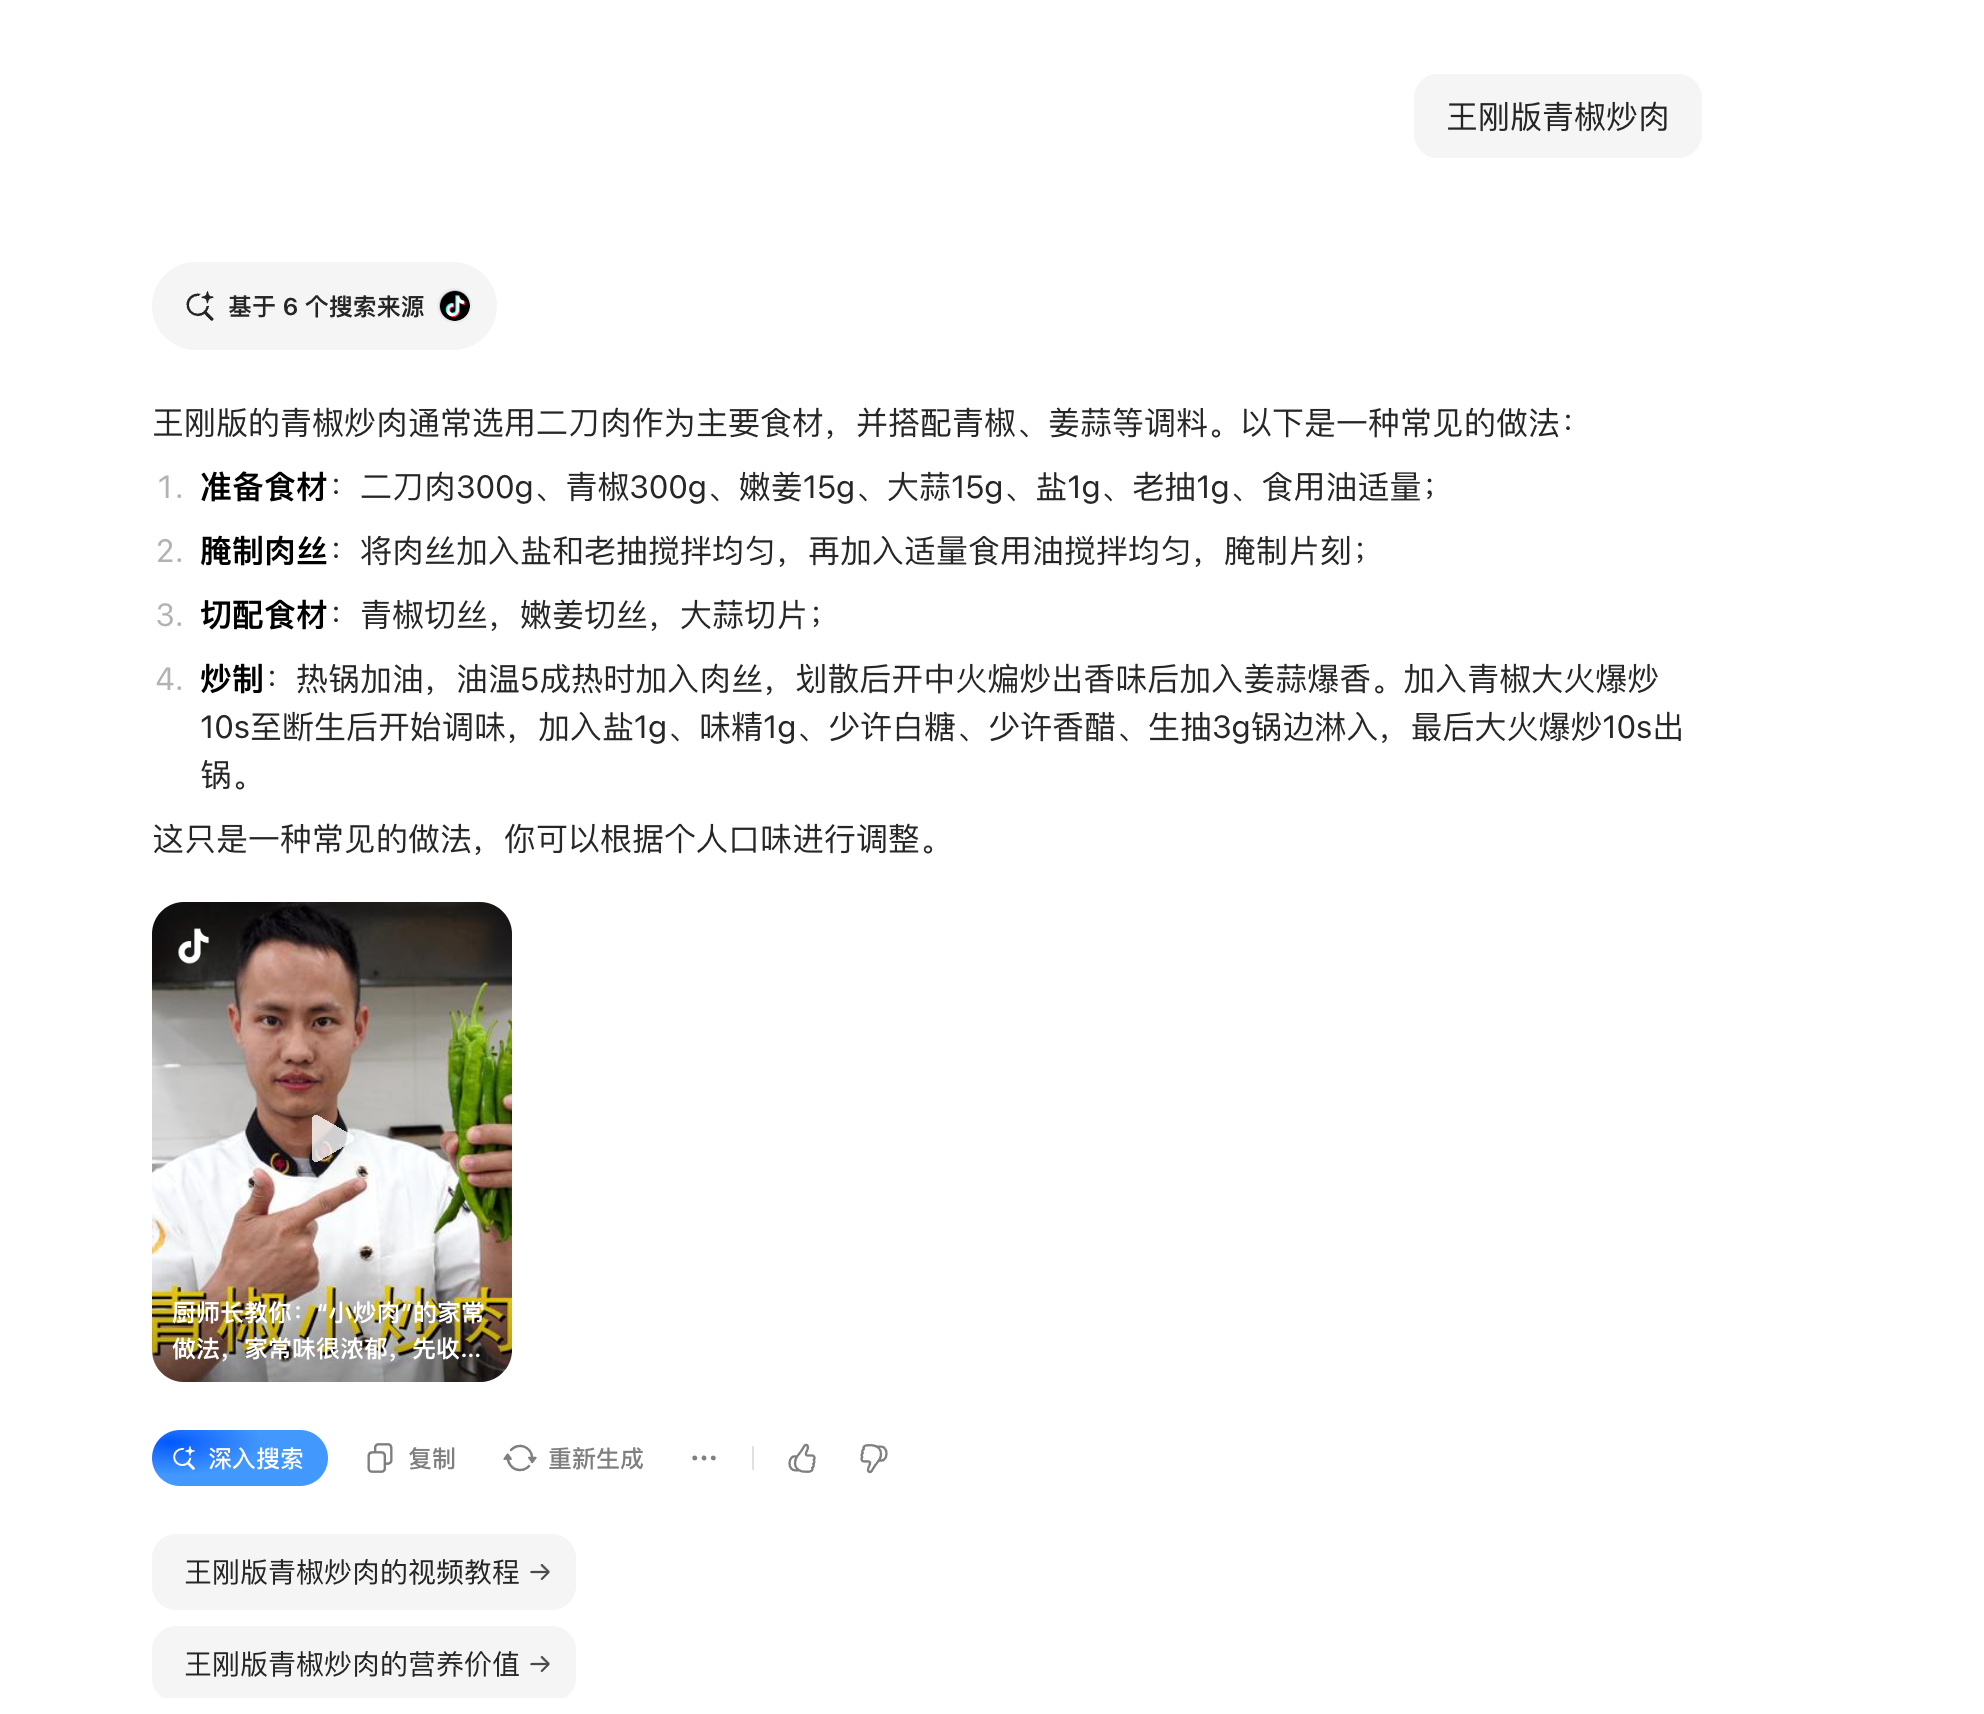 王刚版青椒炒肉
基于 6 个搜索来源
王刚版的青椒炒肉通常选用二刀肉作为主要食材，并搭配青椒、姜蒜等调料。以下是一种常见的做法：
1. 准备食材：二刀肉300g、青椒300g、嫩姜15g、大蒜15g、盐1g、老抽1g、食用油适量；
2. 腌制肉丝：将肉丝加入盐和老抽搅拌均匀，再加入适量食用油搅拌均匀，腌制片刻；
3. 切配食材：青椒切丝，嫩姜切丝，大蒜切片；
4. 炒制：热锅加油，油温5成热时加入肉丝，划散后开中火煸炒出香味后加入姜蒜爆香。加入青椒大火爆炒
10s至断生后开始调味，加入盐1g、味精1g、少许白糖、少许香醋、生抽3g锅边淋入，最后大火爆炒10s出
锅。
这只是一种常见的做法，你可以根据个人口味进行调整。
青椒小炒肉
厨师长教你：“小炒肉”的家常
做法，家常味很浓郁，先收...
深入搜索 复制 重新生成 ...
王刚版青椒炒肉的视频教程 →
王刚版青椒炒肉的营养价值 →